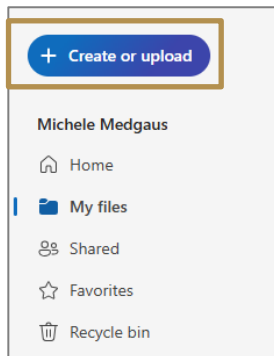 + Create or upload
Michele Medgaus
Home
My files
Shared
Favorites
Recycle bin